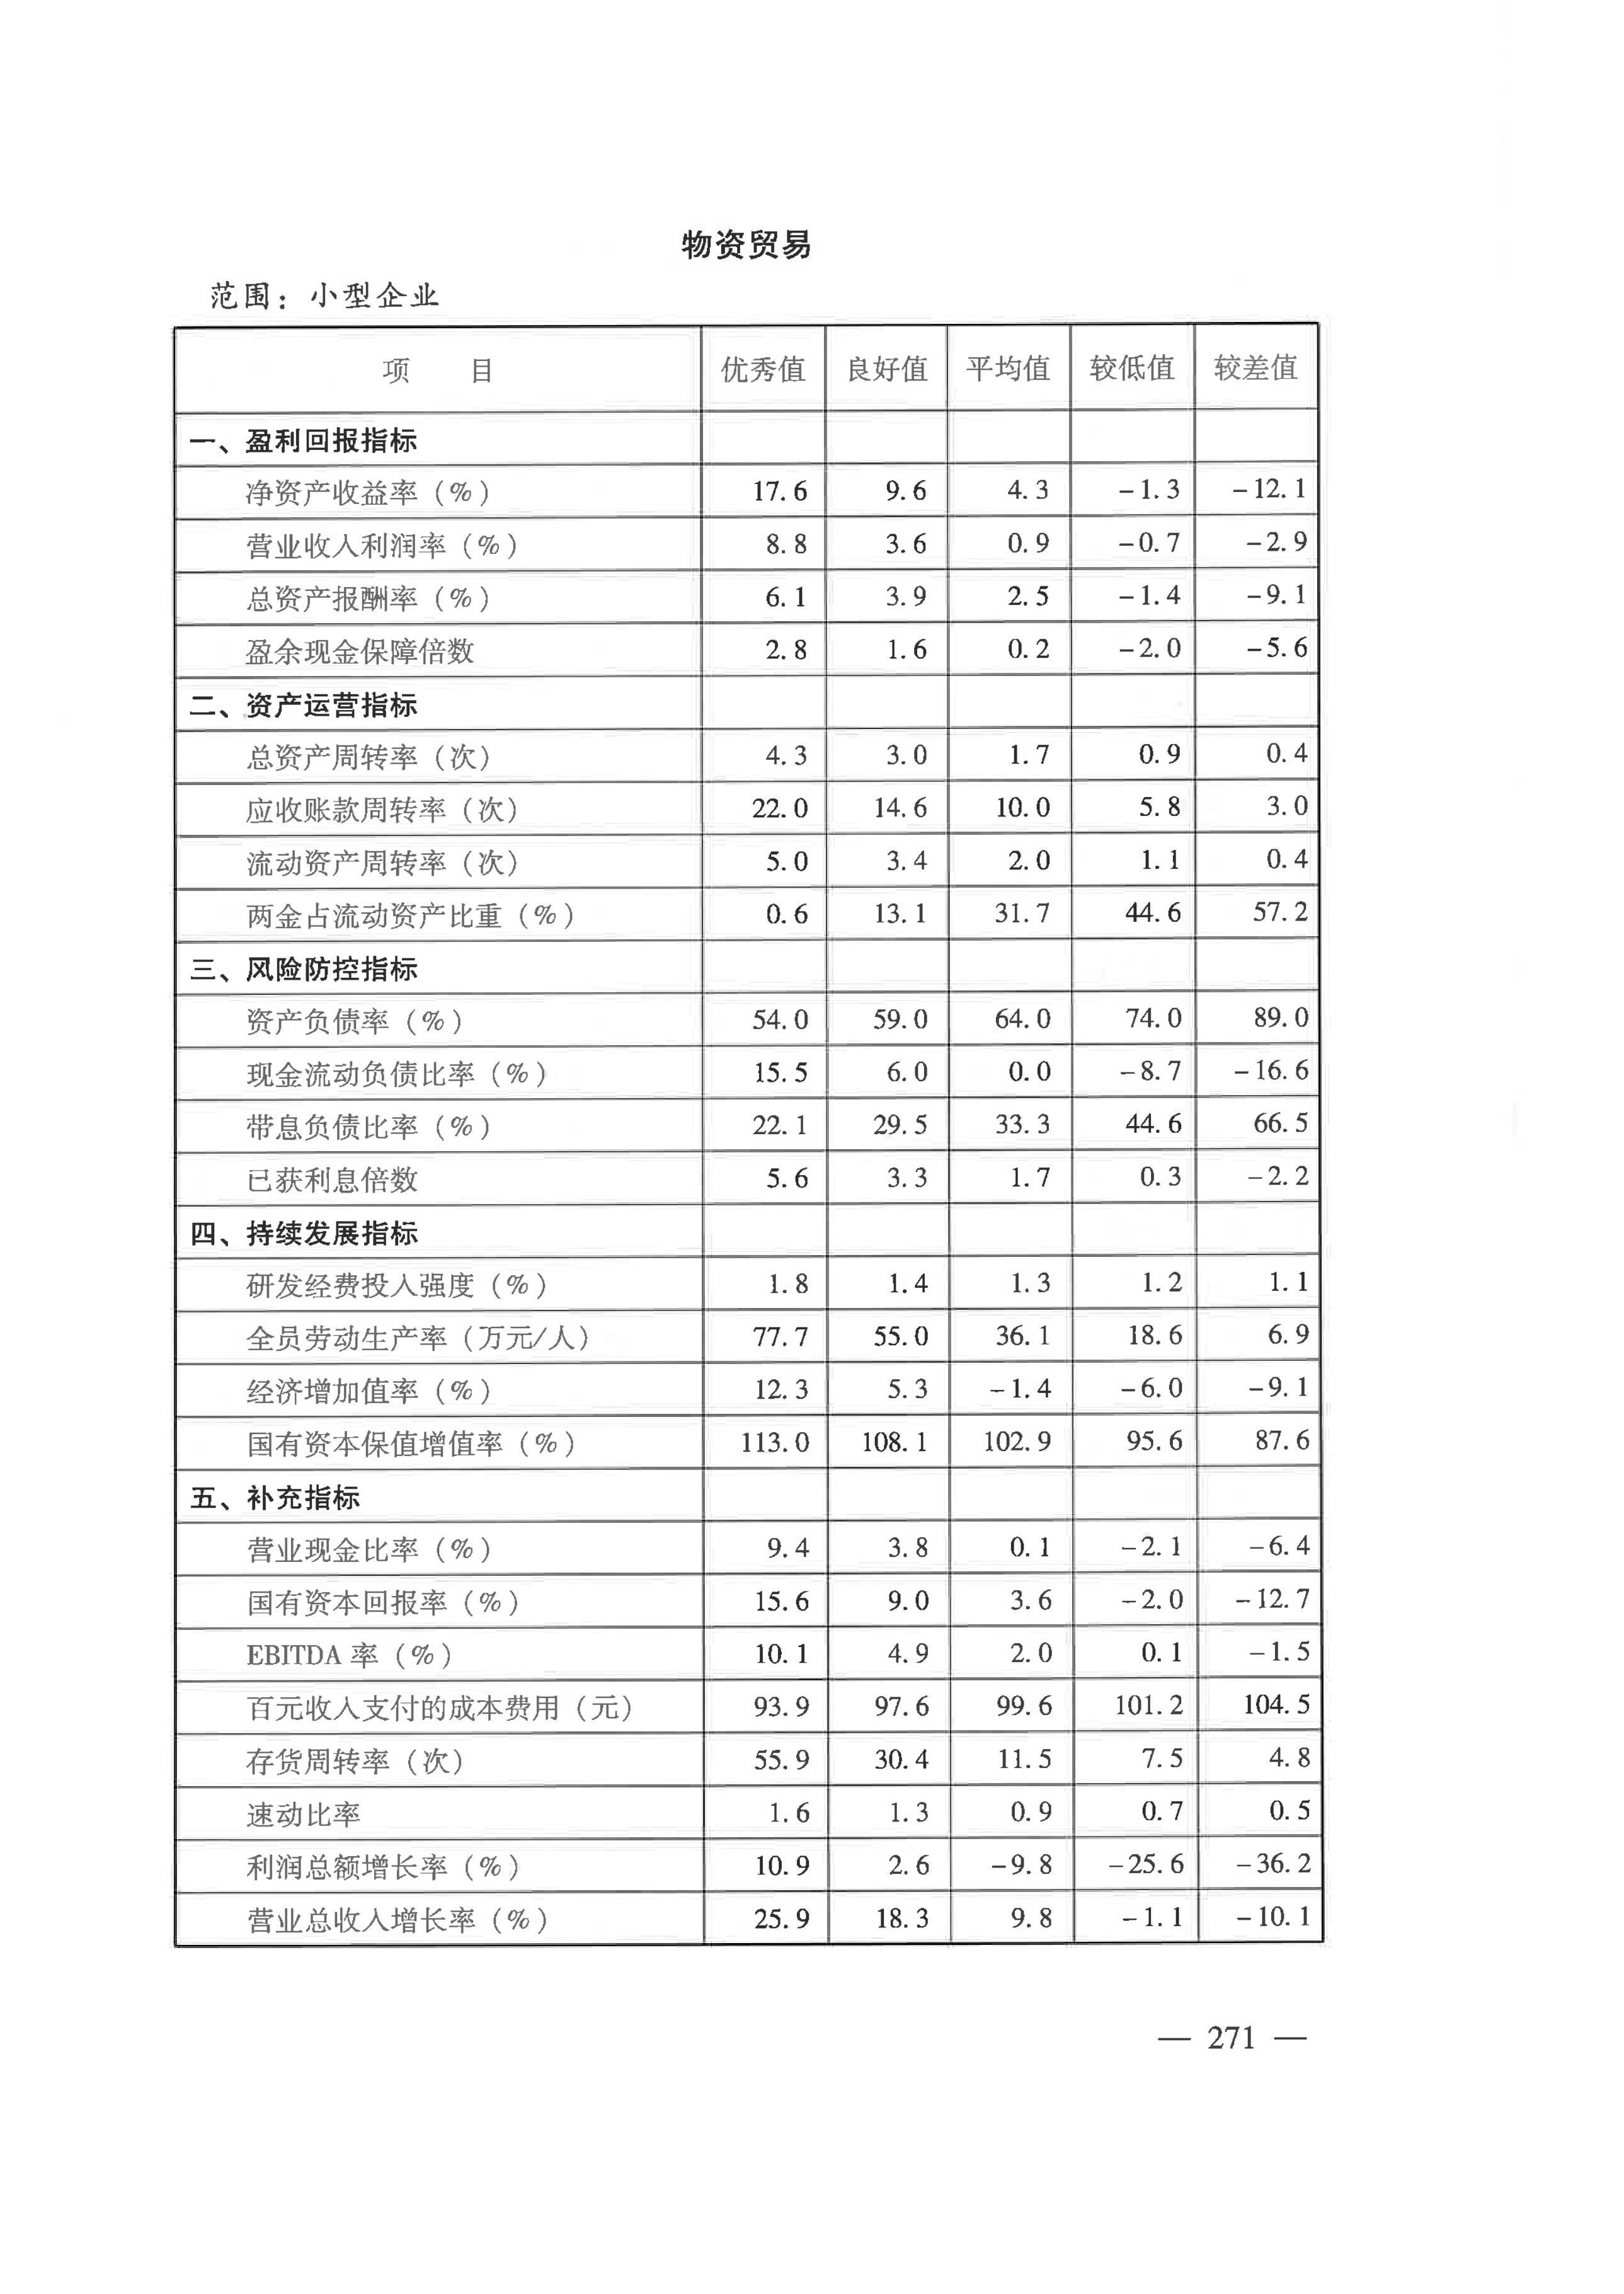 物资贸易
范围：小型企业
项 目 优秀值 良好值 平均值 较低值 较差值
一、盈利回报指标
净资产收益率（%） 17.6 9.6 4.3 -1.3 -12.1
营业收入利润率（%） 8.8 3.6 0.9 -0.7 -2.9
总资产报酬率（%） 6.1 3.9 2.5 -1.4 -9.1
盈余现金保障倍数 2.8 1.6 0.2 -2.0 -5.6
二、资产运营指标
总资产周转率（次） 4.3 3.0 1.7 0.9 0.4
应收账款周转率（次） 22.0 14.6 10.0 5.8 3.0
流动资产周转率（次） 5.0 3.4 2.0 1.1 0.4
两金占流动资产比重（%） 0.6 13.1 31.7 44.6 57.2
三、风险防控指标
资产负债率（%） 54.0 59.0 64.0 74.0 89.0
现金流动负债比率（%） 15.5 6.0 0.0 -8.7 -16.6
带息负债比率（%） 22.1 29.5 33.3 44.6 66.5
已获利息倍数 5.6 3.3 1.7 0.3 -2.2
四、持续发展指标
研发经费投入强度（%） 1.8 1.4 1.3 1.2 1.1
全员劳动生产率（万元/人） 77.7 55.0 36.1 18.6 6.9
经济增加值率（%） 12.3 5.3 -1.4 -6.0 -9.1
国有资本保值增值率（%） 113.0 108.1 102.9 95.6 87.6
五、补充指标
营业现金比率（%） 9.4 3.8 0.1 -2.1 -6.4
国有资本回报率（%） 15.6 9.0 3.6 -2.0 -12.7
EBITDA 率（%） 10.1 4.9 2.0 0.1 -1.5
百元收入支付的成本费用（元） 93.9 97.6 99.6 101.2 104.5
存货周转率（次） 55.9 30.4 11.5 7.5 4.8
速动比率 1.6 1.3 0.9 0.7 0.5
利润总额增长率（%） 10.9 2.6 -9.8 -25.6 -36.2
营业总收入增长率（%） 25.9 18.3 9.8 -1.1 -10.1
— 271 —